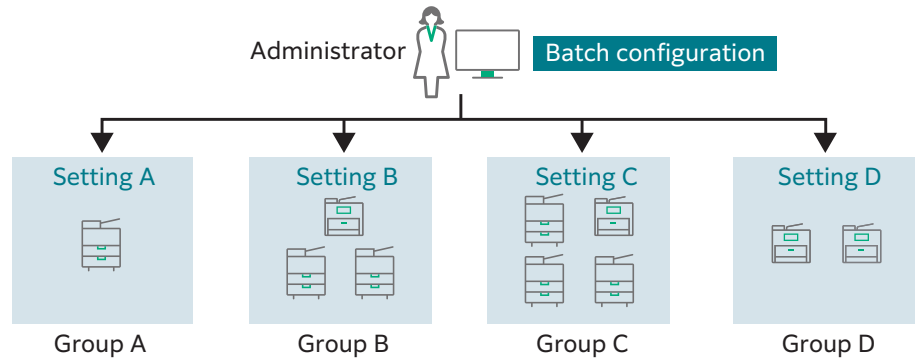 Administrator
Batch configuration
Setting A
Setting B
Setting C
Setting D
Group A
Group B
Group C
Group D